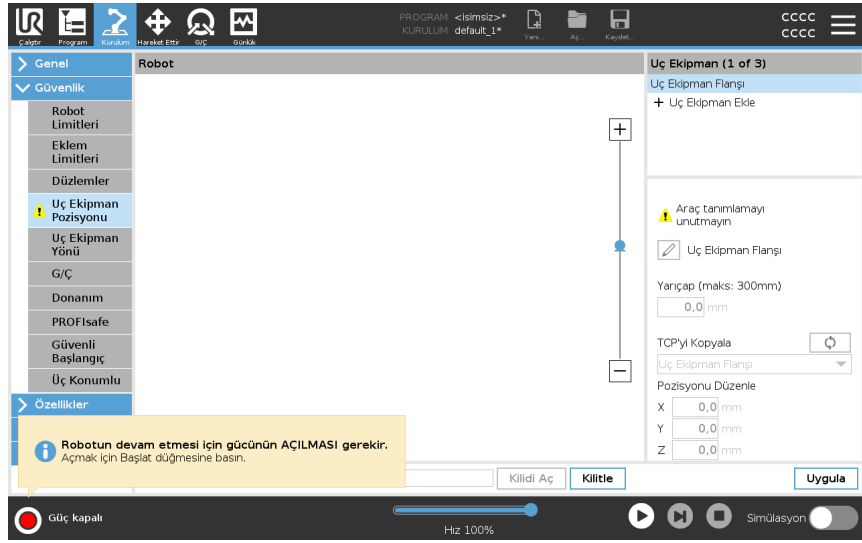 UR
PROGRAM <isimsiz>*
KURULUM default_1*
CCCC
CCCC
Çalıştır
Program
Kurulum
Hareket Ettir
G/Ç
Günlük
Yeni...
Aç...
Kaydet...
Genel
Güvenlik
Robot
Limitleri
Eklem
Limitleri
Düzlemler
Uç Ekipman
Pozisyonu
Uç Ekipman
Yönü
G/Ç
Donanım
PROFIsafe
Güvenli
Başlangıç
Üç Konumlu
Özellikler
Robot
Uç Ekipman (1 of 3)
Uç Ekipman Flanşı
+ Uç Ekipman Ekle
Araç tanımlamayı
unutmayın
Uç Ekipman Flanşı
Yarıçap (maks: 300mm)
0,0 mm
TCP'yi Kopyala
Uç Ekipman Flanşı
Pozisyonu Düzenle
X 0,0 mm
Y 0,0 mm
Z 0,0 mm
Robotun devam etmesi için gücünün AÇILMASI gerekir.
Açmak için Başlat düğmesine basın.
Kilidi Aç
Kilitle
Uygula
Güç kapalı
Hız 100%
Simülasyon